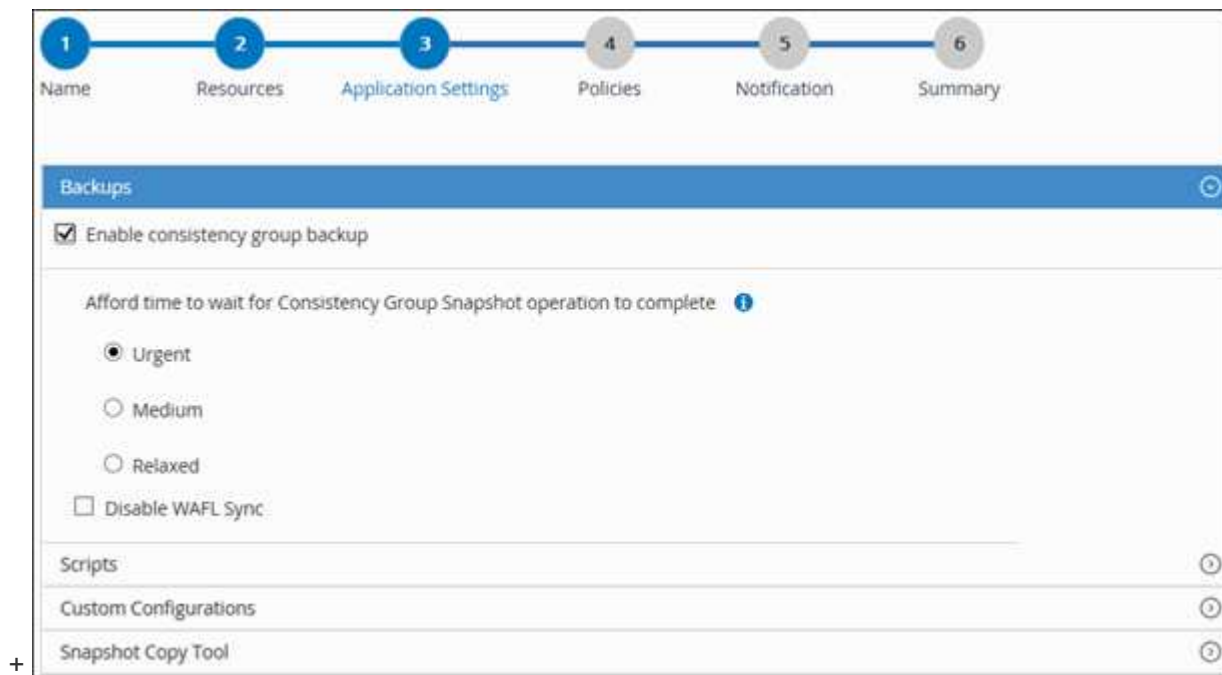 1 2 3 4 5 6
Name Resources Application Settings Policies Notification Summary
Backups
Enable consistency group backup
Afford time to wait for Consistency Group Snapshot operation to complete i
Urgent
Medium
Relaxed
Disable WAFL Sync
Scripts
Custom Configurations
Snapshot Copy Tool
+